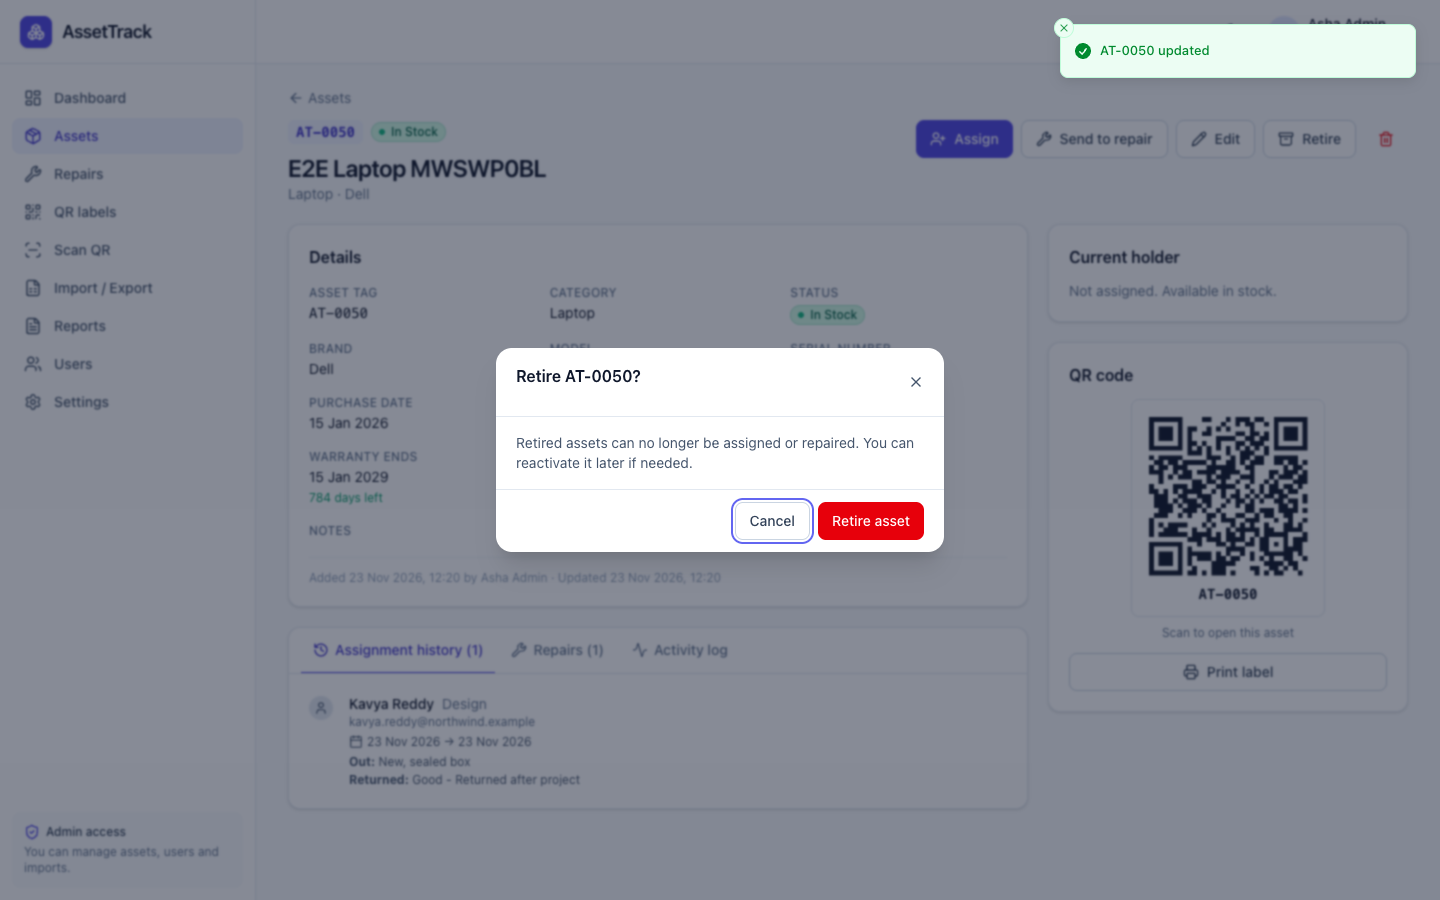 AssetTrack
Asha Admin
AT-0050 updated
Dashboard
Assets
Repairs
QR labels
Scan QR
Import / Export
Reports
Users
Settings
Admin access
You can manage assets, users and
imports.
Assets
AT-0050
In Stock
E2E Laptop MWSWP0BL
Laptop · Dell
Assign
Send to repair
Edit
Retire
Details
ASSET TAG
AT-0050
CATEGORY
Laptop
STATUS
In Stock
BRAND
Dell
MODEL
SERIAL NUMBER
PURCHASE DATE
15 Jan 2026
WARRANTY ENDS
15 Jan 2029
784 days left
NOTES
Added 23 Nov 2026, 12:20 by Asha Admin · Updated 23 Nov 2026, 12:20
Retire AT-0050?
Retired assets can no longer be assigned or repaired. You can
reactivate it later if needed.
Cancel
Retire asset
Assignment history (1)
Repairs (1)
Activity log
Kavya Reddy Design
kavya.reddy@northwind.example
23 Nov 2026 → 23 Nov 2026
Out: New, sealed box
Returned: Good - Returned after project
Current holder
Not assigned. Available in stock.
QR code
AT-0050
Scan to open this asset
Print label